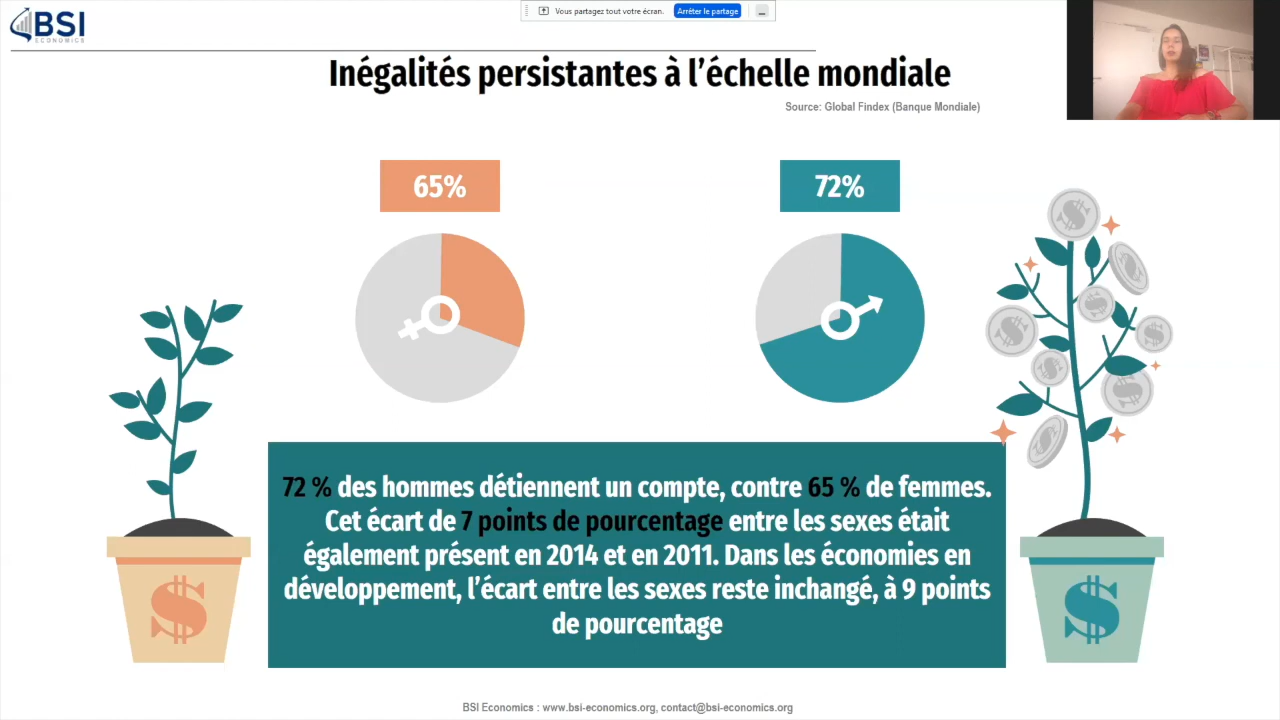 BSI
ECONOMICS
Vous partagez tout votre écran.
Arrêter le partage
Inégalités persistantes à l’échelle mondiale
Source: Global Findex (Banque Mondiale)
65%
72%
72 % des hommes détiennent un compte, contre 65 % de femmes.
Cet écart de 7 points de pourcentage entre les sexes était
également présent en 2014 et en 2011. Dans les économies en
développement, l’écart entre les sexes reste inchangé, à 9 points
de pourcentage
$
$
$
$
$
$
$
$
$
$
$
BSI Economics : www.bsi-economics.org, contact@bsi-economics.org